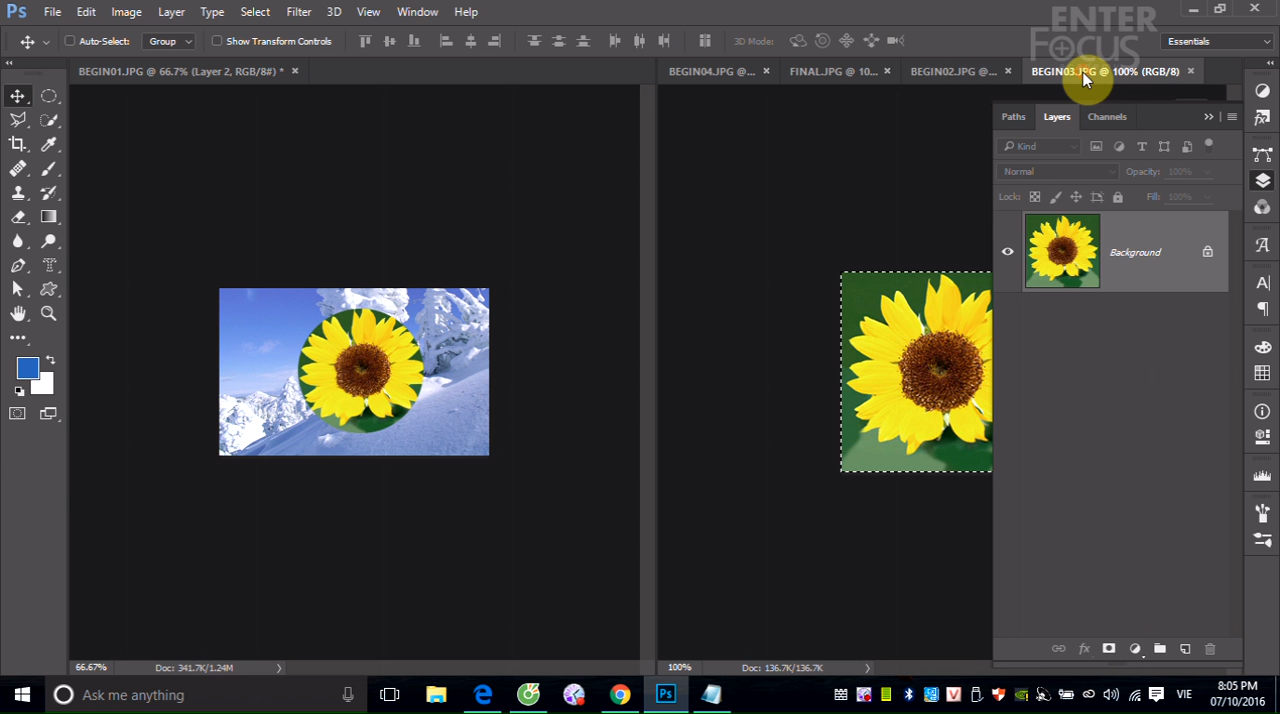 Ps File Edit Image Layer Type Select Filter 3D View Window Help
ENTER
FOCUS
Auto-Select: Group Show Transform Controls 3D Mode: Essentials
BEGIN01.JPG @ 66.7% (Layer 2, RGB/8#) * BEGIN04.JPG @... FINAL.JPG @ 10... BEGIN02.JPG @... BEGIN03.JPG @ 100% (RGB/8)
Paths Layers Channels
Kind
Normal Opacity: 100%
Lock: Fill: 100%
Background
66.67% Doc: 341.7K/1.24M 100% Doc: 136.7K/136.7K
Ask me anything Ps VIE 8:05 PM
07/10/2016